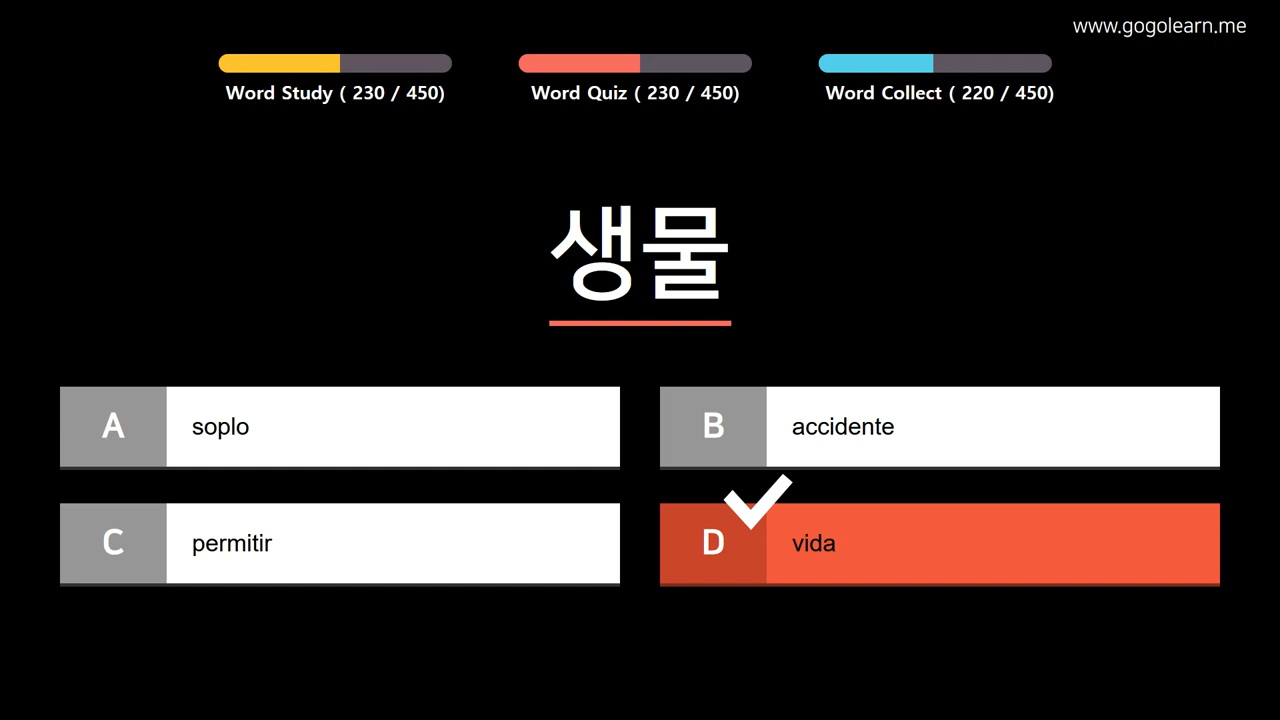 www.gogolearn.me
Word Study ( 230 / 450)
Word Quiz ( 230 / 450)
Word Collect ( 220 / 450)
생물
A soplo
B accidente
C permitir
D vida